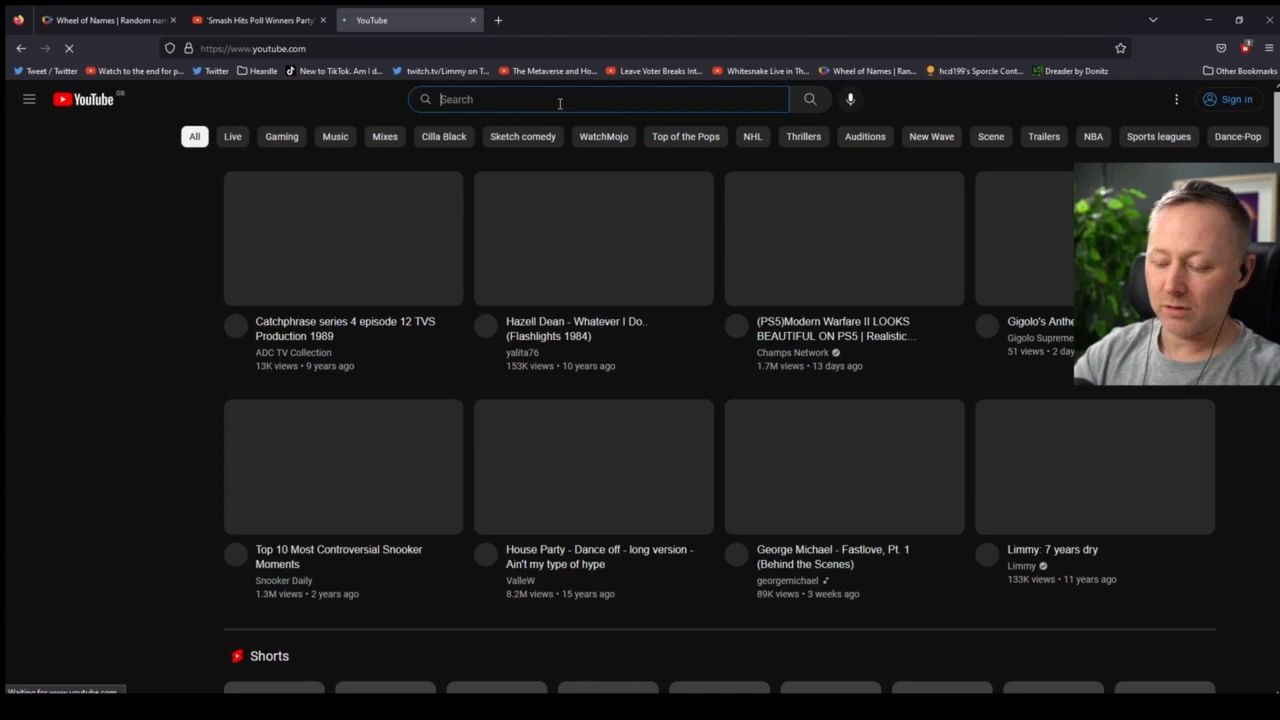 Wheel of Names | Random nam
'Smash Hits Poll Winners Party'
YouTube
https://www.youtube.com
Tweet / Twitter
Watch to the end for p...
Twitter
Heardle
New to TikTok. Am I d...
twitch.tv/Limmy on T...
The Metaverse and Ho...
Leave Voter Breaks Int...
Whitesnake Live in Th...
Wheel of Names | Ran...
hcd199's Sporcle Cont...
Dreader by Donitz
Other Bookmarks
YouTube GB
Search
Sign in
All
Live
Gaming
Music
Mixes
Cilla Black
Sketch comedy
WatchMojo
Top of the Pops
NHL
Thrillers
Auditions
New Wave
Scene
Trailers
NBA
Sports leagues
Dance-Pop
Catchphrase series 4 episode 12 TVS
Production 1989
ADC TV Collection
13K views • 9 years ago
Hazell Dean - Whatever I Do..
(Flashlights 1984)
yalita76
153K views • 10 years ago
(PS5)Modern Warfare II LOOKS
BEAUTIFUL ON PS5 | Realistic...
Champs Network
1.7M views • 13 days ago
Gigolo's Anthe
Gigolo Supreme
51 views • 2 day
Top 10 Most Controversial Snooker
Moments
Snooker Daily
1.3M views • 2 years ago
House Party - Dance off - long version -
Ain't my type of hype
ValleW
8.2M views • 15 years ago
George Michael - Fastlove, Pt. 1
(Behind the Scenes)
georgemichael
89K views • 3 weeks ago
Limmy: 7 years dry
Limmy
133K views • 11 years ago
Shorts
Waiting for www.youtube.com